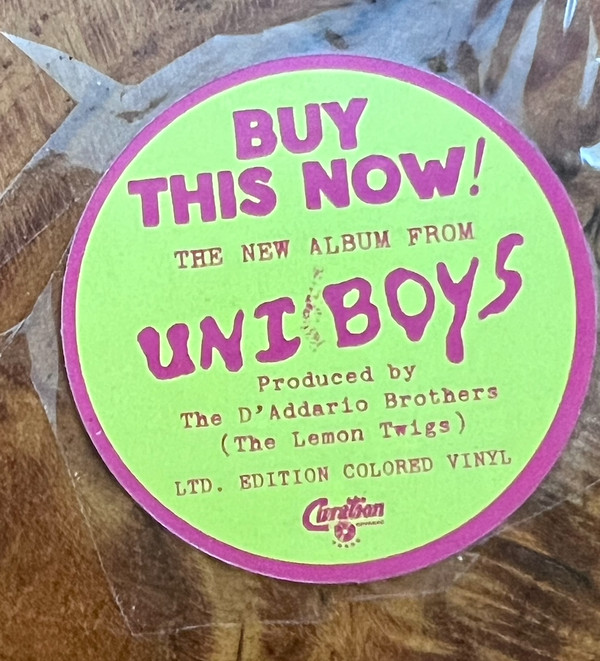 BUY
THIS NOW!
THE NEW ALBUM FROM
UNI BOYS
Produced by
The D'Addario Brothers
(The Lemon Twigs)
LTD. EDITION COLORED VINYL
Curation